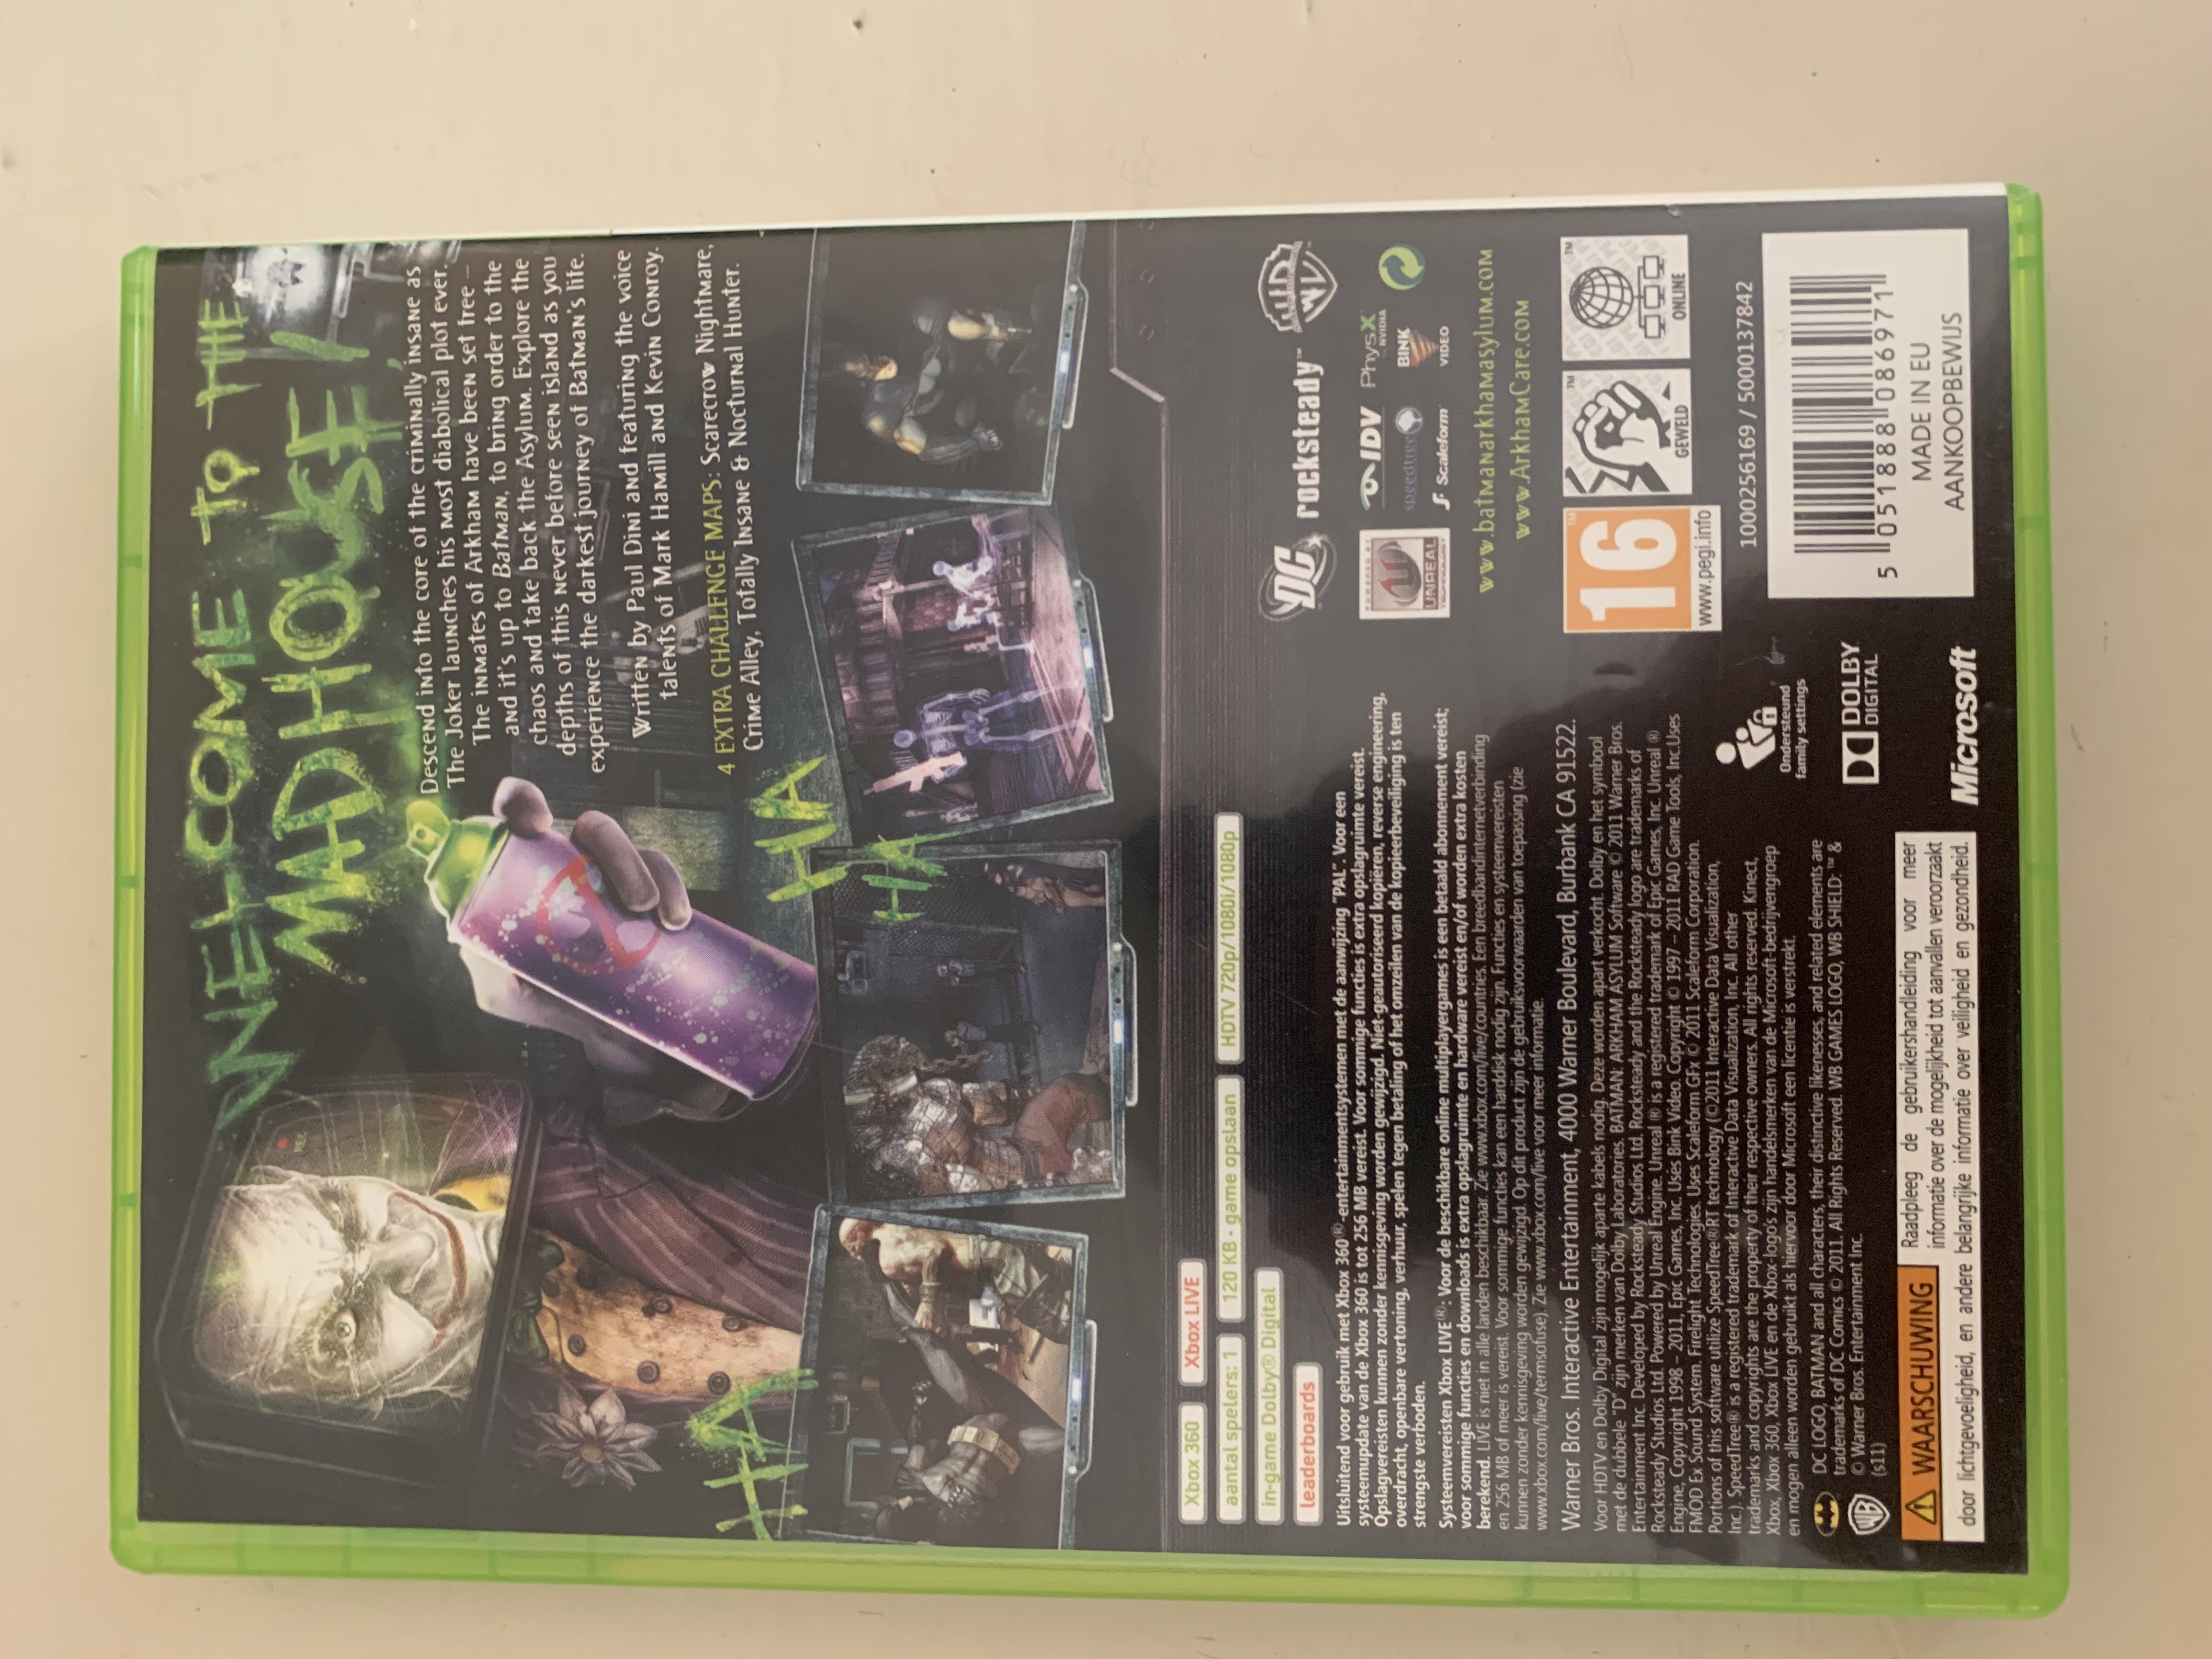 REC
WELCOME TO THE
MADHOUSE!
Descend into the core of the criminally insane as
The Joker launches his most diabolical plot ever.
The inmates of Arkham have been set free –
and it's up to Batman, to bring order to the
chaos and take back the Asylum. Explore the
depths of this never before seen island as you
experience the darkest journey of Batman's life.
Written by Paul Dini and featuring the voice
talents of Mark Hamill and Kevin Conroy.
4 EXTRA CHALLENGE MAPS: Scarecrow Nightmare,
Crime Alley, Totally Insane & Nocturnal Hunter.
HA
HA
HA
Xbox 360 Xbox LIVE
aantal spelers: 1 120 KB - game opslaan HDTV 720p/1080i/1080p
in-game Dolby® Digital
leaderboards
Uitsluitend voor gebruik met Xbox 360®-entertainmentsystemen met de aanwijzing "PAL". Voor een
systeemupdate van de Xbox 360 is tot 256 MB vereist. Voor sommige functies is extra opslagruimte vereist.
Opslagvereisten kunnen zonder kennisgeving worden gewijzigd. Niet-geautoriseerd kopiëren, reverse engineering,
overdracht, openbare vertoning, verhuur, spelen tegen betaling of het omzeilen van de kopieerbeveiliging is ten
strengste verboden.
Systeemvereisten Xbox LIVE®: Voor de beschikbare online multiplayergames is een betaald abonnement vereist;
voor sommige functies en downloads is extra opslagruimte en hardware vereist en/of worden extra kosten
berekend. LIVE is niet in alle landen beschikbaar. Zie www.xbox.com/live/countries. Een breedbandinternetverbinding
en 256 MB of meer is vereist. Voor sommige functies kan een harddisk nodig zijn. Functies en systeemvereisten
kunnen zonder kennisgeving worden gewijzigd. Op dit product zijn de gebruiksvoorwaarden van toepassing (zie
www.xbox.com/live/termsofuse). Zie www.xbox.com/live voor meer informatie.
Warner Bros. Interactive Entertainment, 4000 Warner Boulevard, Burbank CA 91522.
Voor HDTV en Dolby Digital zijn mogelijk aparte kabels nodig. Deze worden apart verkocht. Dolby en het symbool
met de dubbele "D" zijn merken van Dolby Laboratories. BATMAN: ARKHAM ASYLUM Software © 2011 Warner Bros.
Entertainment Inc. Developed by Rocksteady Studios Ltd. Rocksteady and the Rocksteady logo are trademarks of
Rocksteady Studios Ltd. Powered by Unreal Engine. Unreal ® is a registered trademark of Epic Games, Inc. Unreal ®
Engine, Copyright 1998 – 2011, Epic Games, Inc. Uses Bink Video. Copyright © 1997 – 2011 RAD Game Tools, Inc.Uses
FMOD Ex Sound System. Firelight Technologies. Uses Scaleform GFx © 2011 Scaleform Corporation.
Portions of this software utilize SpeedTree®RT technology (©2011 Interactive Data Visualization,
Inc.). SpeedTree® is a registered trademark of Interactive Data Visualization, Inc. All other
trademarks and copyrights are the property of their respective owners. All rights reserved. Kinect,
Xbox, Xbox 360, Xbox LIVE en de Xbox-logo's zijn handelsmerken van de Microsoft-bedrijvengroep
en mogen alleen worden gebruikt als hiervoor door Microsoft een licentie is verstrekt.
DC LOGO, BATMAN and all characters, their distinctive likenesses, and related elements are
trademarks of DC Comics © 2011. All Rights Reserved. WB GAMES LOGO, WB SHIELD: ™ &
© Warner Bros. Entertainment Inc.
(s11)
WB
WAARSCHUWING Raadpleeg de gebruikershandleiding voor meer
informatie over de mogelijkheid tot aanvallen veroorzaakt
door lichtgevoeligheid, en andere belangrijke informatie over veiligheid en gezondheid.
DC rocksteady™ WB
POWERED BY
UNREAL
TECHNOLOGY
IDV PhysX
by NVIDIA
speedtree BINK
VIDEO
Scaleform
www.batmanarkhamasylum.com
www.ArkhamCare.com
16
www.pegi.info
GEWELD
ONLINE
1000256169 / 5000137842
Ondersteund
family settings
DOLBY
DIGITAL
Microsoft
5 051888 086971
MADE IN EU
AANKOOPBEWIJS